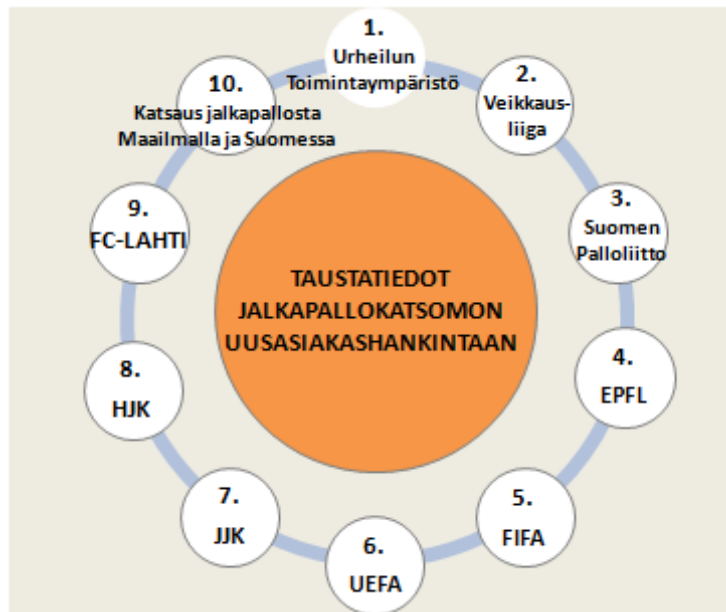 1.
Urheilun
Toimintaympäristö
2.
Veikkaus-
liiga
3.
Suomen
Palloliitto
4.
EPFL
5.
FIFA
6.
UEFA
7.
JJK
8.
HJK
9.
FC-LAHTI
10.
Katsaus jalkapallosta
Maailmalla ja Suomessa
TAUSTATIEDOT
JALKAPALLOKATSOMON
UUSASIAKASHANKINTAAN